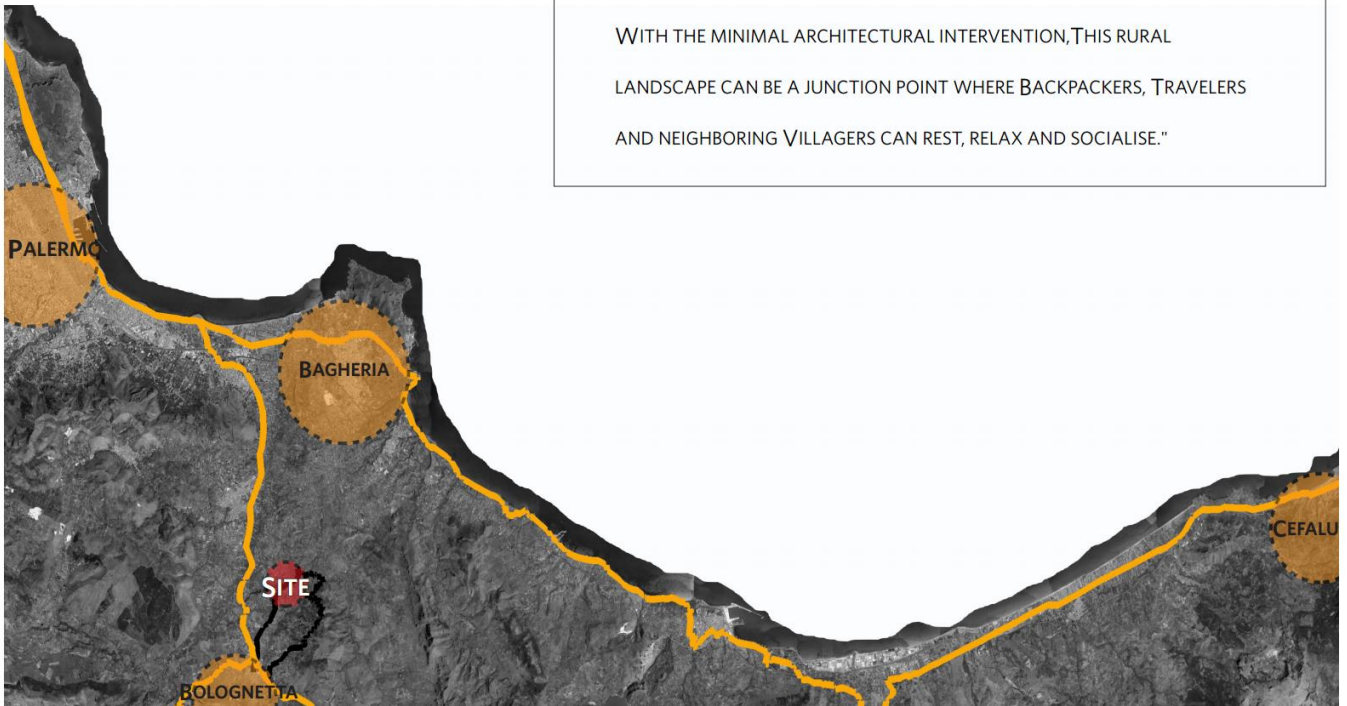 With the minimal architectural intervention,This rural
landscape can be a junction point where Backpackers, Travelers
and neighboring Villagers can rest, relax and socialise."
Palermo
Bagheria
Cefalu
Site
Bolognetta